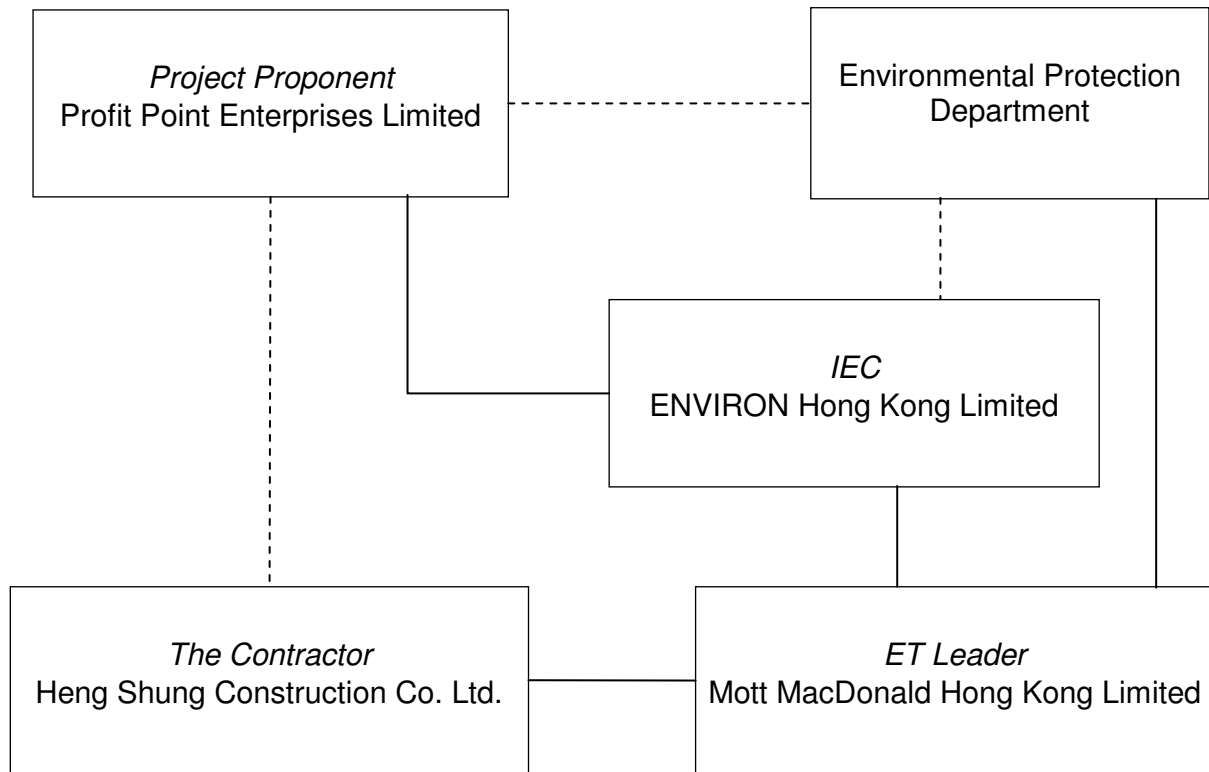 Project Proponent
Profit Point Enterprises Limited
Environmental Protection
Department
IEC
ENVIRON Hong Kong Limited
The Contractor
Heng Shung Construction Co. Ltd.
ET Leader
Mott MacDonald Hong Kong Limited